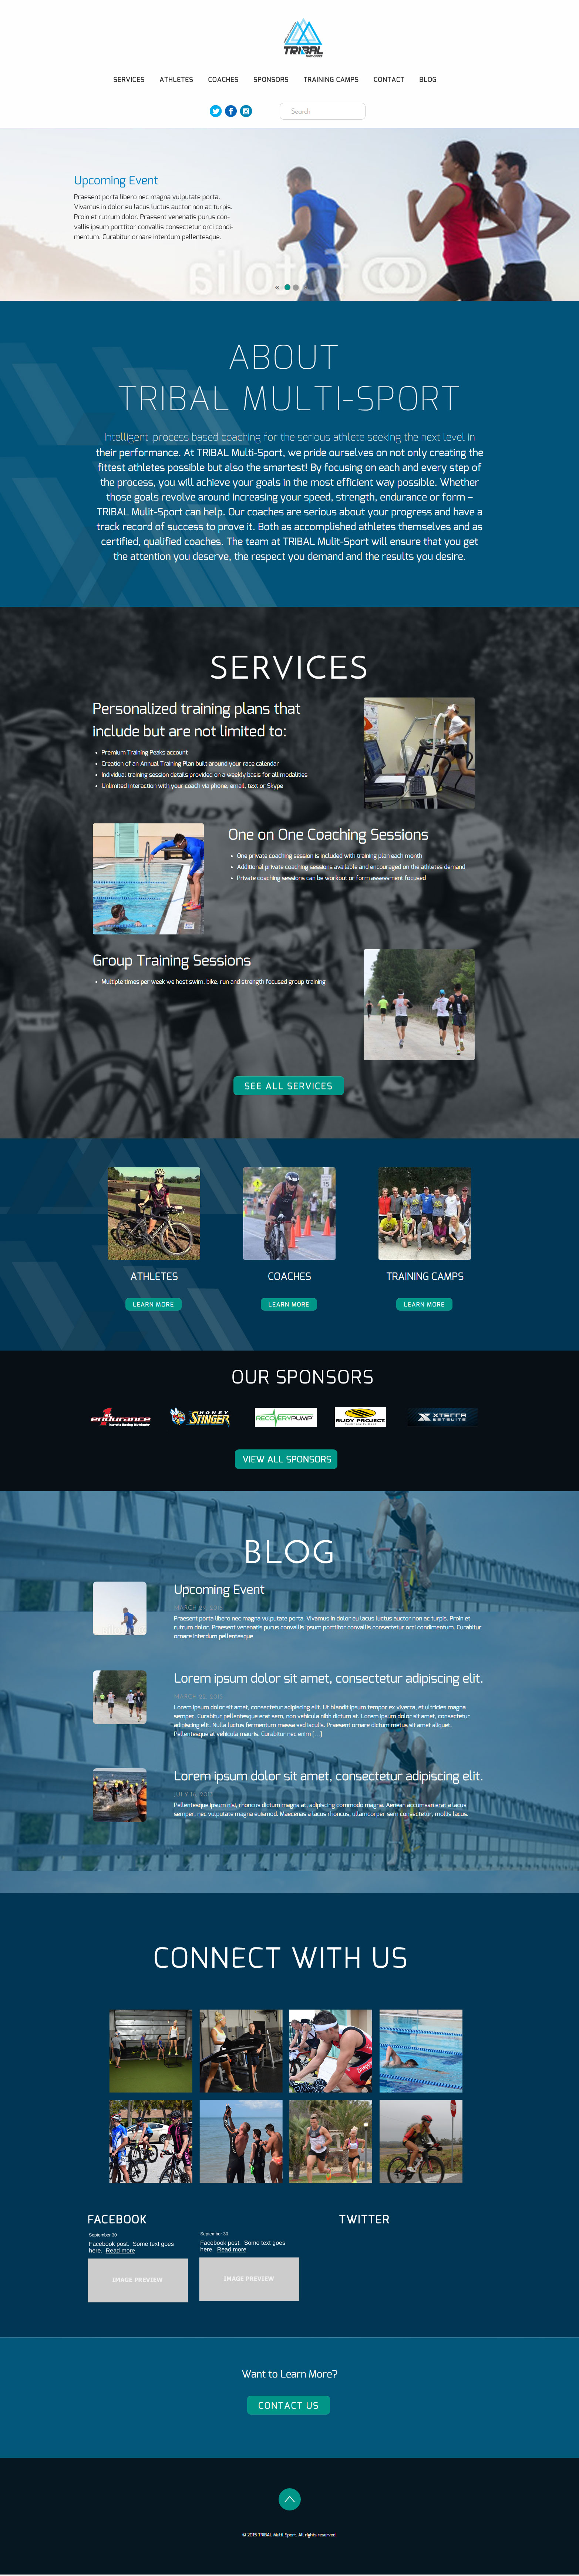 TRIBAL
MULTI-SPORT
SERVICES ATHLETES COACHES SPONSORS TRAINING CAMPS CONTACT BLOG
Search
Upcoming Event
Praesent porta libero nec magna vulputate porta.
Vivamus in dolor eu lacus luctus auctor non ac turpis.
Proin et rutrum dolor. Praesent venenatis purus con-
vallis ipsum porttitor convallis consectetur orci condi-
mentum. Curabitur ornare interdum pellentesque.
fotolia
«
ABOUT
TRIBAL MULTI-SPORT
Intelligent ,process based coaching for the serious athlete seeking the next level in
their performance. At TRIBAL Multi-Sport, we pride ourselves on not only creating the
fittest athletes possible but also the smartest! By focusing on each and every step of
the process, you will achieve your goals in the most efficient way possible. Whether
those goals revolve around increasing your speed, strength, endurance or form –
TRIBAL Mulit-Sport can help. Our coaches are serious about your progress and have a
track record of success to prove it. Both as accomplished athletes themselves and as
certified, qualified coaches. The team at TRIBAL Mulit-Sport will ensure that you get
the attention you deserve, the respect you demand and the results you desire.
SERVICES
Personalized training plans that
include but are not limited to:
• Premium Training Peaks account
• Creation of an Annual Training Plan built around your race calendar
• Individual training session details provided on a weekly basis for all modalities
• Unlimited interaction with your coach via phone, email, text or Skype
One on One Coaching Sessions
• One private coaching session is included with training plan each month
• Additional private coaching sessions available and encouraged on the athletes demand
• Private coaching sessions can be workout or form assessment focused
Group Training Sessions
• Multiple times per week we host swim, bike, run and strength focused group training
SEE ALL SERVICES
ATHLETES COACHES TRAINING CAMPS
LEARN MORE LEARN MORE LEARN MORE
OUR SPONSORS
endurance
HONEY STINGER
RECOVERYPUMP
RUDY PROJECT
XTERRA WETSUITS
VIEW ALL SPONSORS
BLOG
Upcoming Event
Praesent porta libero nec magna vulputate porta. Vivamus in dolor eu lacus luctus auctor non ac turpis. Proin et
rutrum dolor. Praesent venenatis purus convallis ipsum porttitor convallis consectetur orci condimentum. Curabitur
ornare interdum pellentesque
Lorem ipsum dolor sit amet, consectetur adipiscing elit.
Lorem ipsum dolor sit amet, consectetur adipiscing elit. Ut blandit ipsum tempor ex viverra, et ultricies magna
semper. Curabitur pellentesque erat sem, non vehicula nibh dictum at. Lorem ipsum dolor sit amet, consectetur
adipiscing elit. Nulla luctus fermentum massa sed iaculis. Praesent ornare dictum metus sit amet aliquet.
Pellentesque at vehicula mauris. Curabitur nec enim […]
Lorem ipsum dolor sit amet, consectetur adipiscing elit.
Pellentesque ipsum nisi, rhoncus dictum magna at, adipiscing commodo magna. Aenean accumsan erat a lacus
semper, nec vulputate magna euismod. Maecenas a lacus rhoncus, ullamcorper sem consectetur, mollis lacus.
CONNECT WITH US
FACEBOOK TWITTER
September 30
Facebook post. Some text goes
here. Read more
IMAGE PREVIEW
September 30
Facebook post. Some text goes
here. Read more
IMAGE PREVIEW
Want to Learn More?
CONTACT US
© 2015 TRIBAL Multi-Sport. All rights reserved.